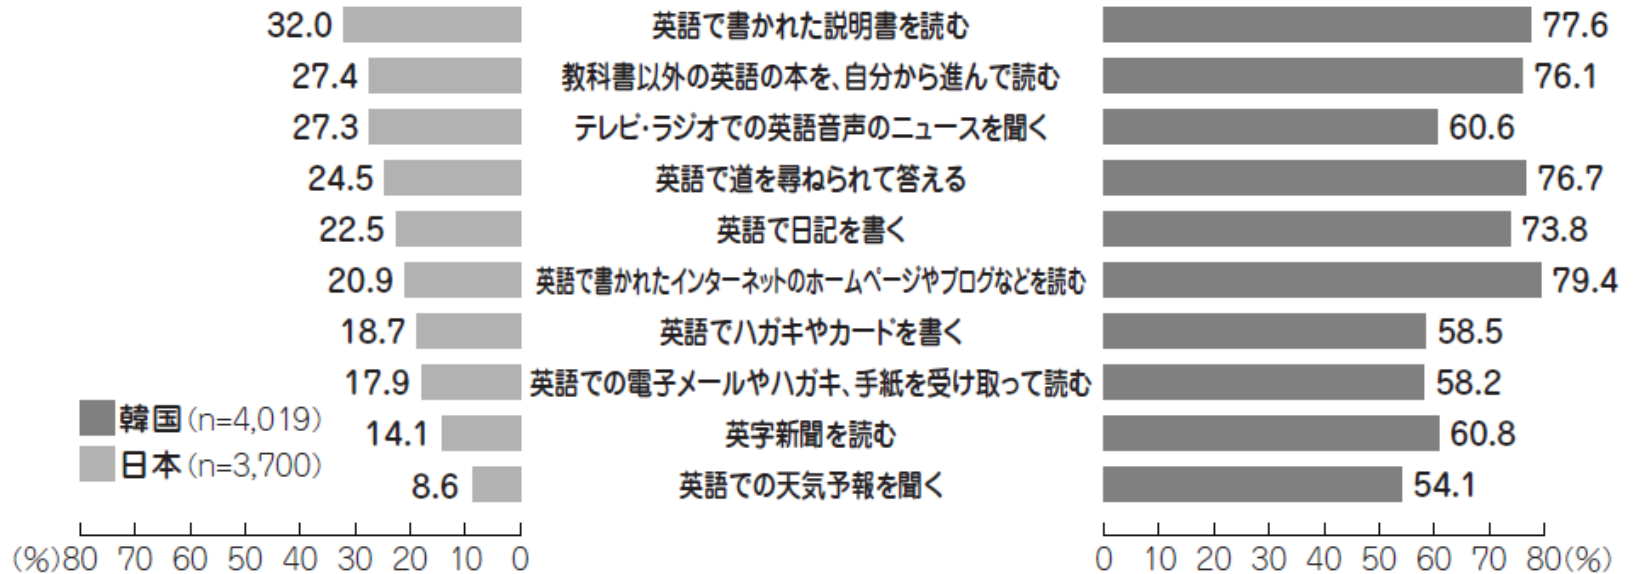 32.0 英語で書かれた説明書を読む 77.6
27.4 教科書以外の英語の本を、自分から進んで読む 76.1
27.3 テレビ・ラジオでの英語音声のニュースを聞く 60.6
24.5 英語で道を尋ねられて答える 76.7
22.5 英語で日記を書く 73.8
20.9 英語で書かれたインターネットのホームページやブログなどを読む 79.4
18.7 英語でハガキやカードを書く 58.5
17.9 英語での電子メールやハガキ、手紙を受け取って読む 58.2
韓国(n=4,019)
14.1 英字新聞を読む 60.8
日本(n=3,700)
8.6 英語での天気予報を聞く 54.1
(%)80 70 60 50 40 30 20 10 0 0 10 20 30 40 50 60 70 80(%)